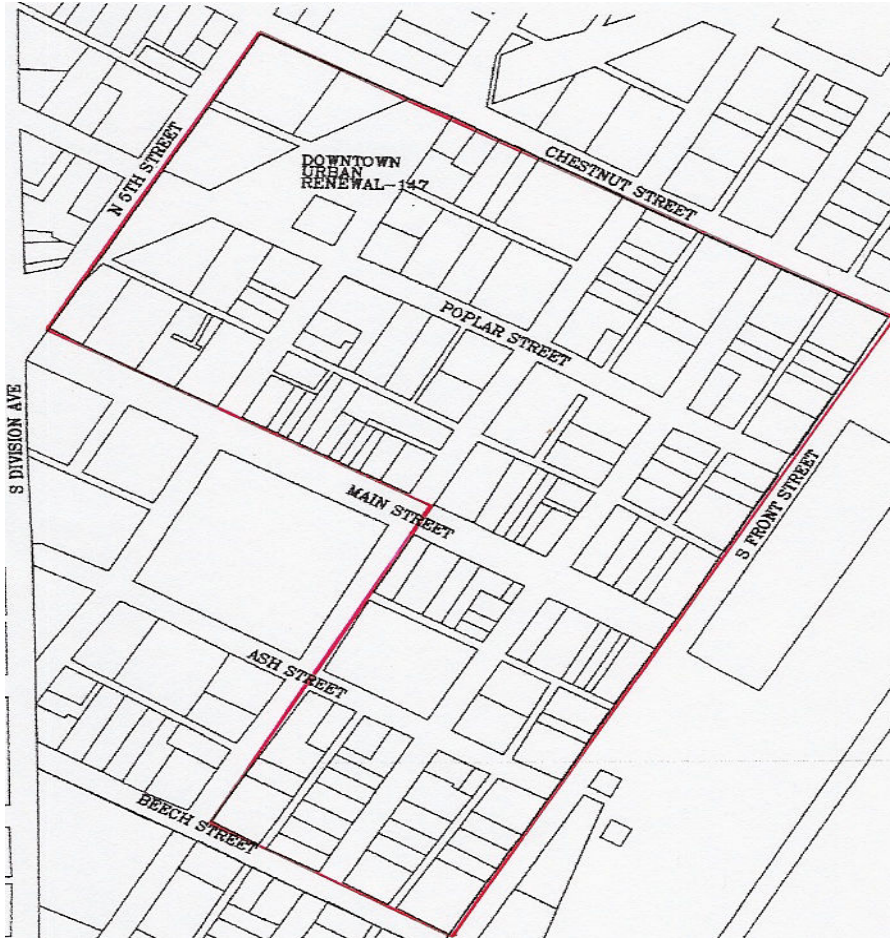 CHESTNUT STREET
N 5TH STREET
DOWNTOWN
URBAN
RENEWAL-147
POPLAR STREET
S DIVISION AVE
MAIN STREET
S FRONT STREET
ASH STREET
BEECH STREET